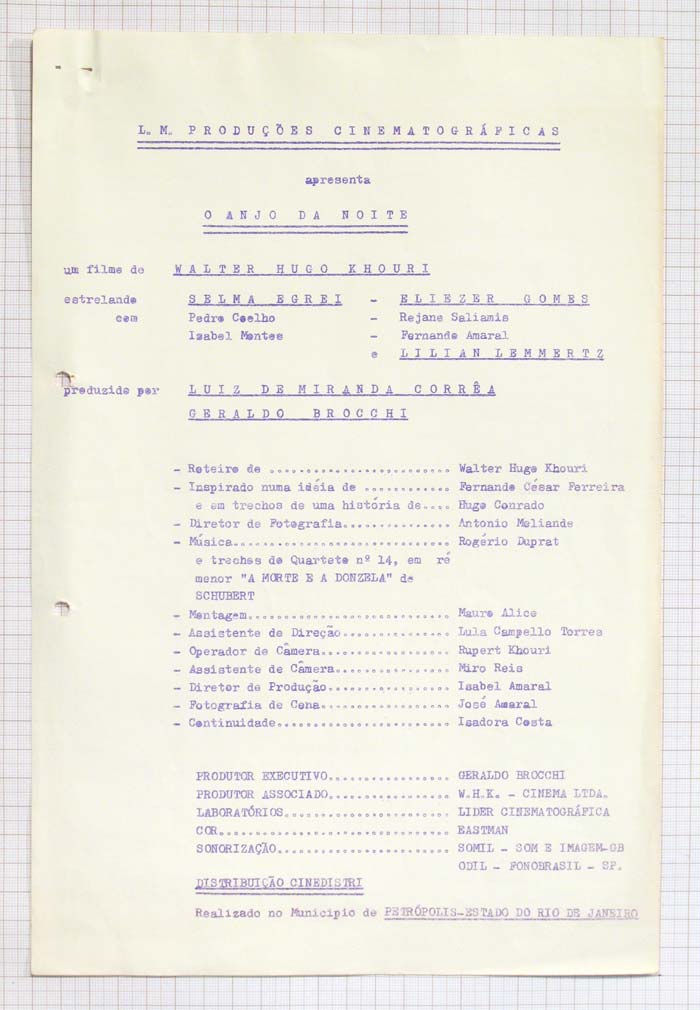 L. M. PRODUÇÕES CINEMATOGRÁFICAS
apresenta
O ANJO DA NOITE
um filme de WALTER HUGO KHOURI
estrelando SELMA EGREI - ELIEZER GOMES
com Pedro Coelho - Rejane Saliamis
Isabel Montes - Fernando Amaral
e LILIAN LEMMERTZ
produzido por LUIZ DE MIRANDA CORRÊA
GERALDO BROCCHI
- Roteiro de .......................... Walter Hugo Khouri
- Inspirado numa idéia de ............ Fernando César Ferreira
e em trechos de uma história de.... Hugo Conrado
- Diretor de Fotografia............... Antonio Meliande
- Música............................... Rogério Duprat
e trechos do Quarteto nº 14, em ré
menor "A MORTE E A DONZELA" de
SCHUBERT
- Montagem............................. Mauro Alice
- Assistente de Direção............... Lula Campello Torres
- Operador de Câmera................... Rupert Khouri
- Assistente de Câmera................. Miro Reis
- Diretor de Produção.................. Isabel Amaral
- Fotografia de Cena................... José Amaral
- Continuidade......................... Isadora Costa
PRODUTOR EXECUTIVO.................. GERALDO BROCCHI
PRODUTOR ASSOCIADO.................. W.H.K. - CINEMA LTDA.
LABORATÓRIOS........................ LIDER CINEMATOGRÁFICA
COR................................. EASTMAN
SONORIZAÇÃO......................... SOMIL - SOM E IMAGEM-GB
ODIL - FONOBRASIL - SP.
DISTRIBUIÇÃO CINEDISTRI
Realizado no Municipio de PETRÓPOLIS-ESTADO DO RIO DE JANEIRO